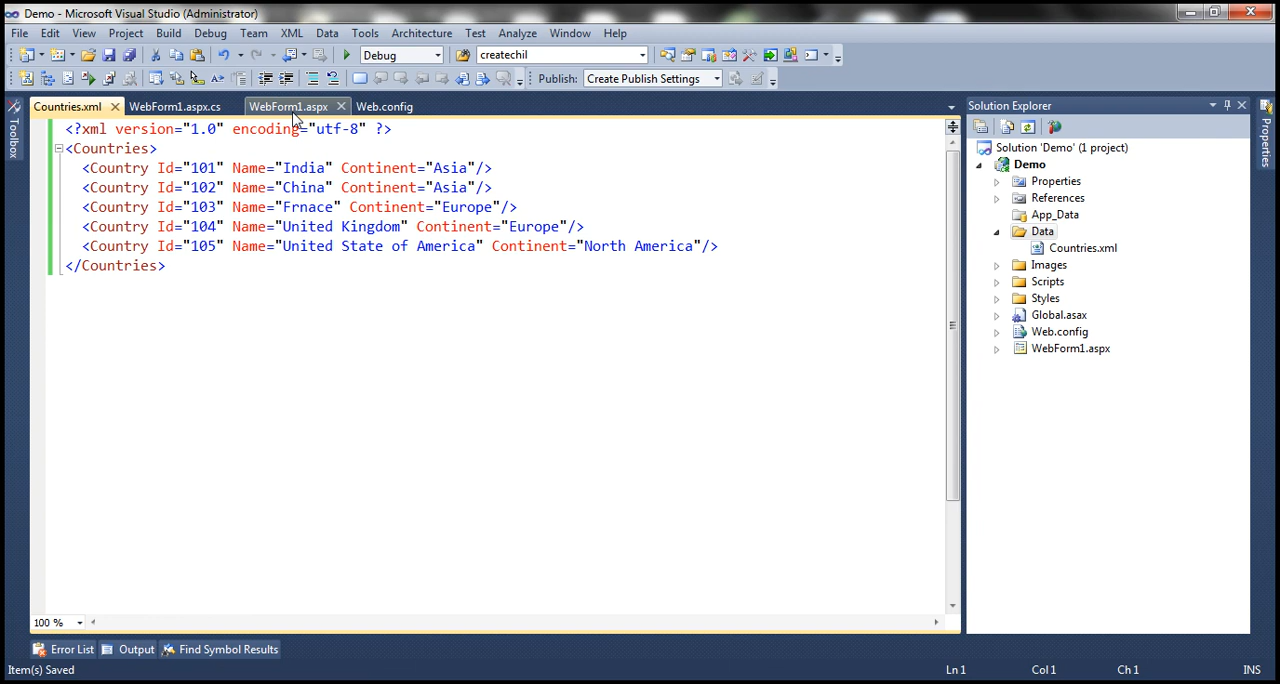 Demo - Microsoft Visual Studio (Administrator)
File Edit View Project Build Debug Team XML Data Tools Architecture Test Analyze Window Help
Debug createchil
Publish: Create Publish Settings
Countries.xml WebForm1.aspx.cs WebForm1.aspx Web.config
Toolbox
<?xml version="1.0" encoding="utf-8" ?>
<Countries>
<Country Id="101" Name="India" Continent="Asia"/>
<Country Id="102" Name="China" Continent="Asia"/>
<Country Id="103" Name="Frnace" Continent="Europe"/>
<Country Id="104" Name="United Kingdom" Continent="Europe"/>
<Country Id="105" Name="United State of America" Continent="North America"/>
</Countries>
100 %
Solution Explorer
Solution 'Demo' (1 project)
Demo
Properties
References
App_Data
Data
Countries.xml
Images
Scripts
Styles
Global.asax
Web.config
WebForm1.aspx
Properties
Error List Output Find Symbol Results
Item(s) Saved Ln 1 Col 1 Ch 1 INS